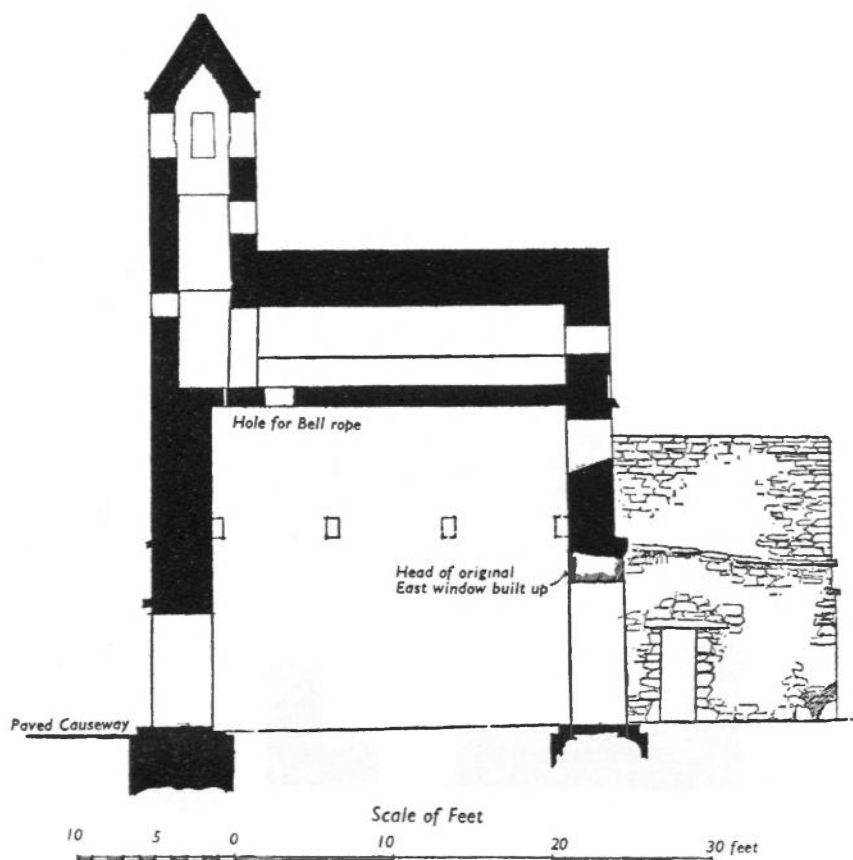 Hole for Bell rope
Head of original
East window built up
Paved Causeway
Scale of Feet
10 5 0 10 20 30 feet